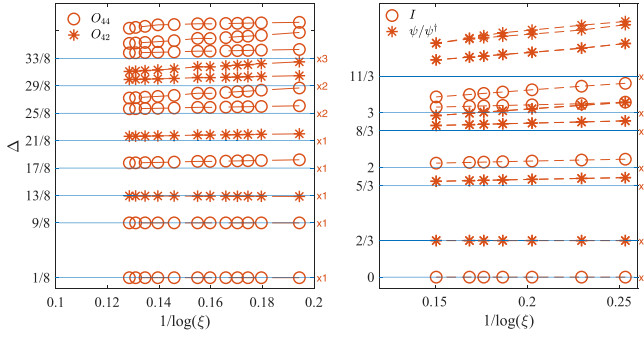 O₄₄
O₄₂
33/8
29/8
25/8
21/8
17/8
13/8
9/8
1/8
Δ
x3
x2
x2
x1
x1
x1
x1
x1
0.1
0.12
0.14
0.16
0.18
0.2
1/log(ξ)
I
ψ/ψ†
11/3
3
8/3
2
5/3
2/3
0
x
x
x
x
x
x
x
0.15
0.2
0.25
1/log(ξ)